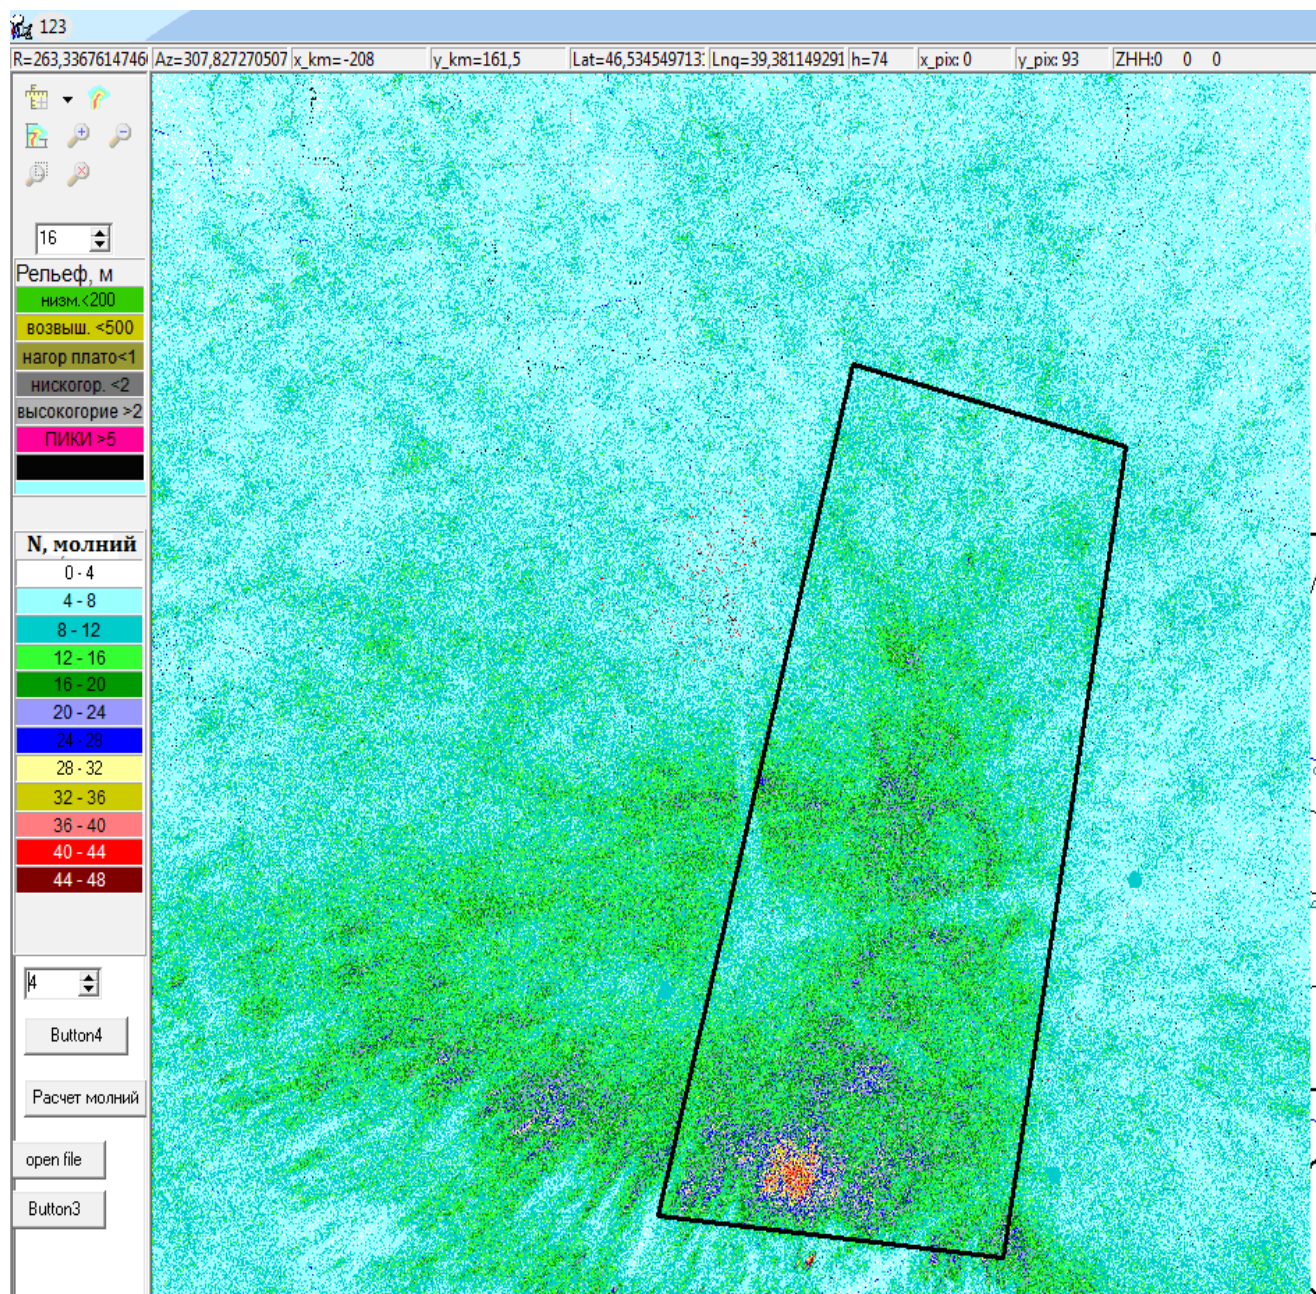 123
R=263,3367614746 Az=307,827270507 x_km=-208 y_km=161,5 Lat=46,534549713 Lnq=39,381149291 h=74 x_pix: 0 y_pix: 93 ZHH:0 0 0
16
Рельеф, м
низм.<200
возвыш. <500
нагор плато<1
нискогор. <2
высокогорие >2
ПИКИ >5
N, молний
0 - 4
4 - 8
8 - 12
12 - 16
16 - 20
20 - 24
24 - 28
28 - 32
32 - 36
36 - 40
40 - 44
44 - 48
4
Button4
Расчет молний
open file
Button3